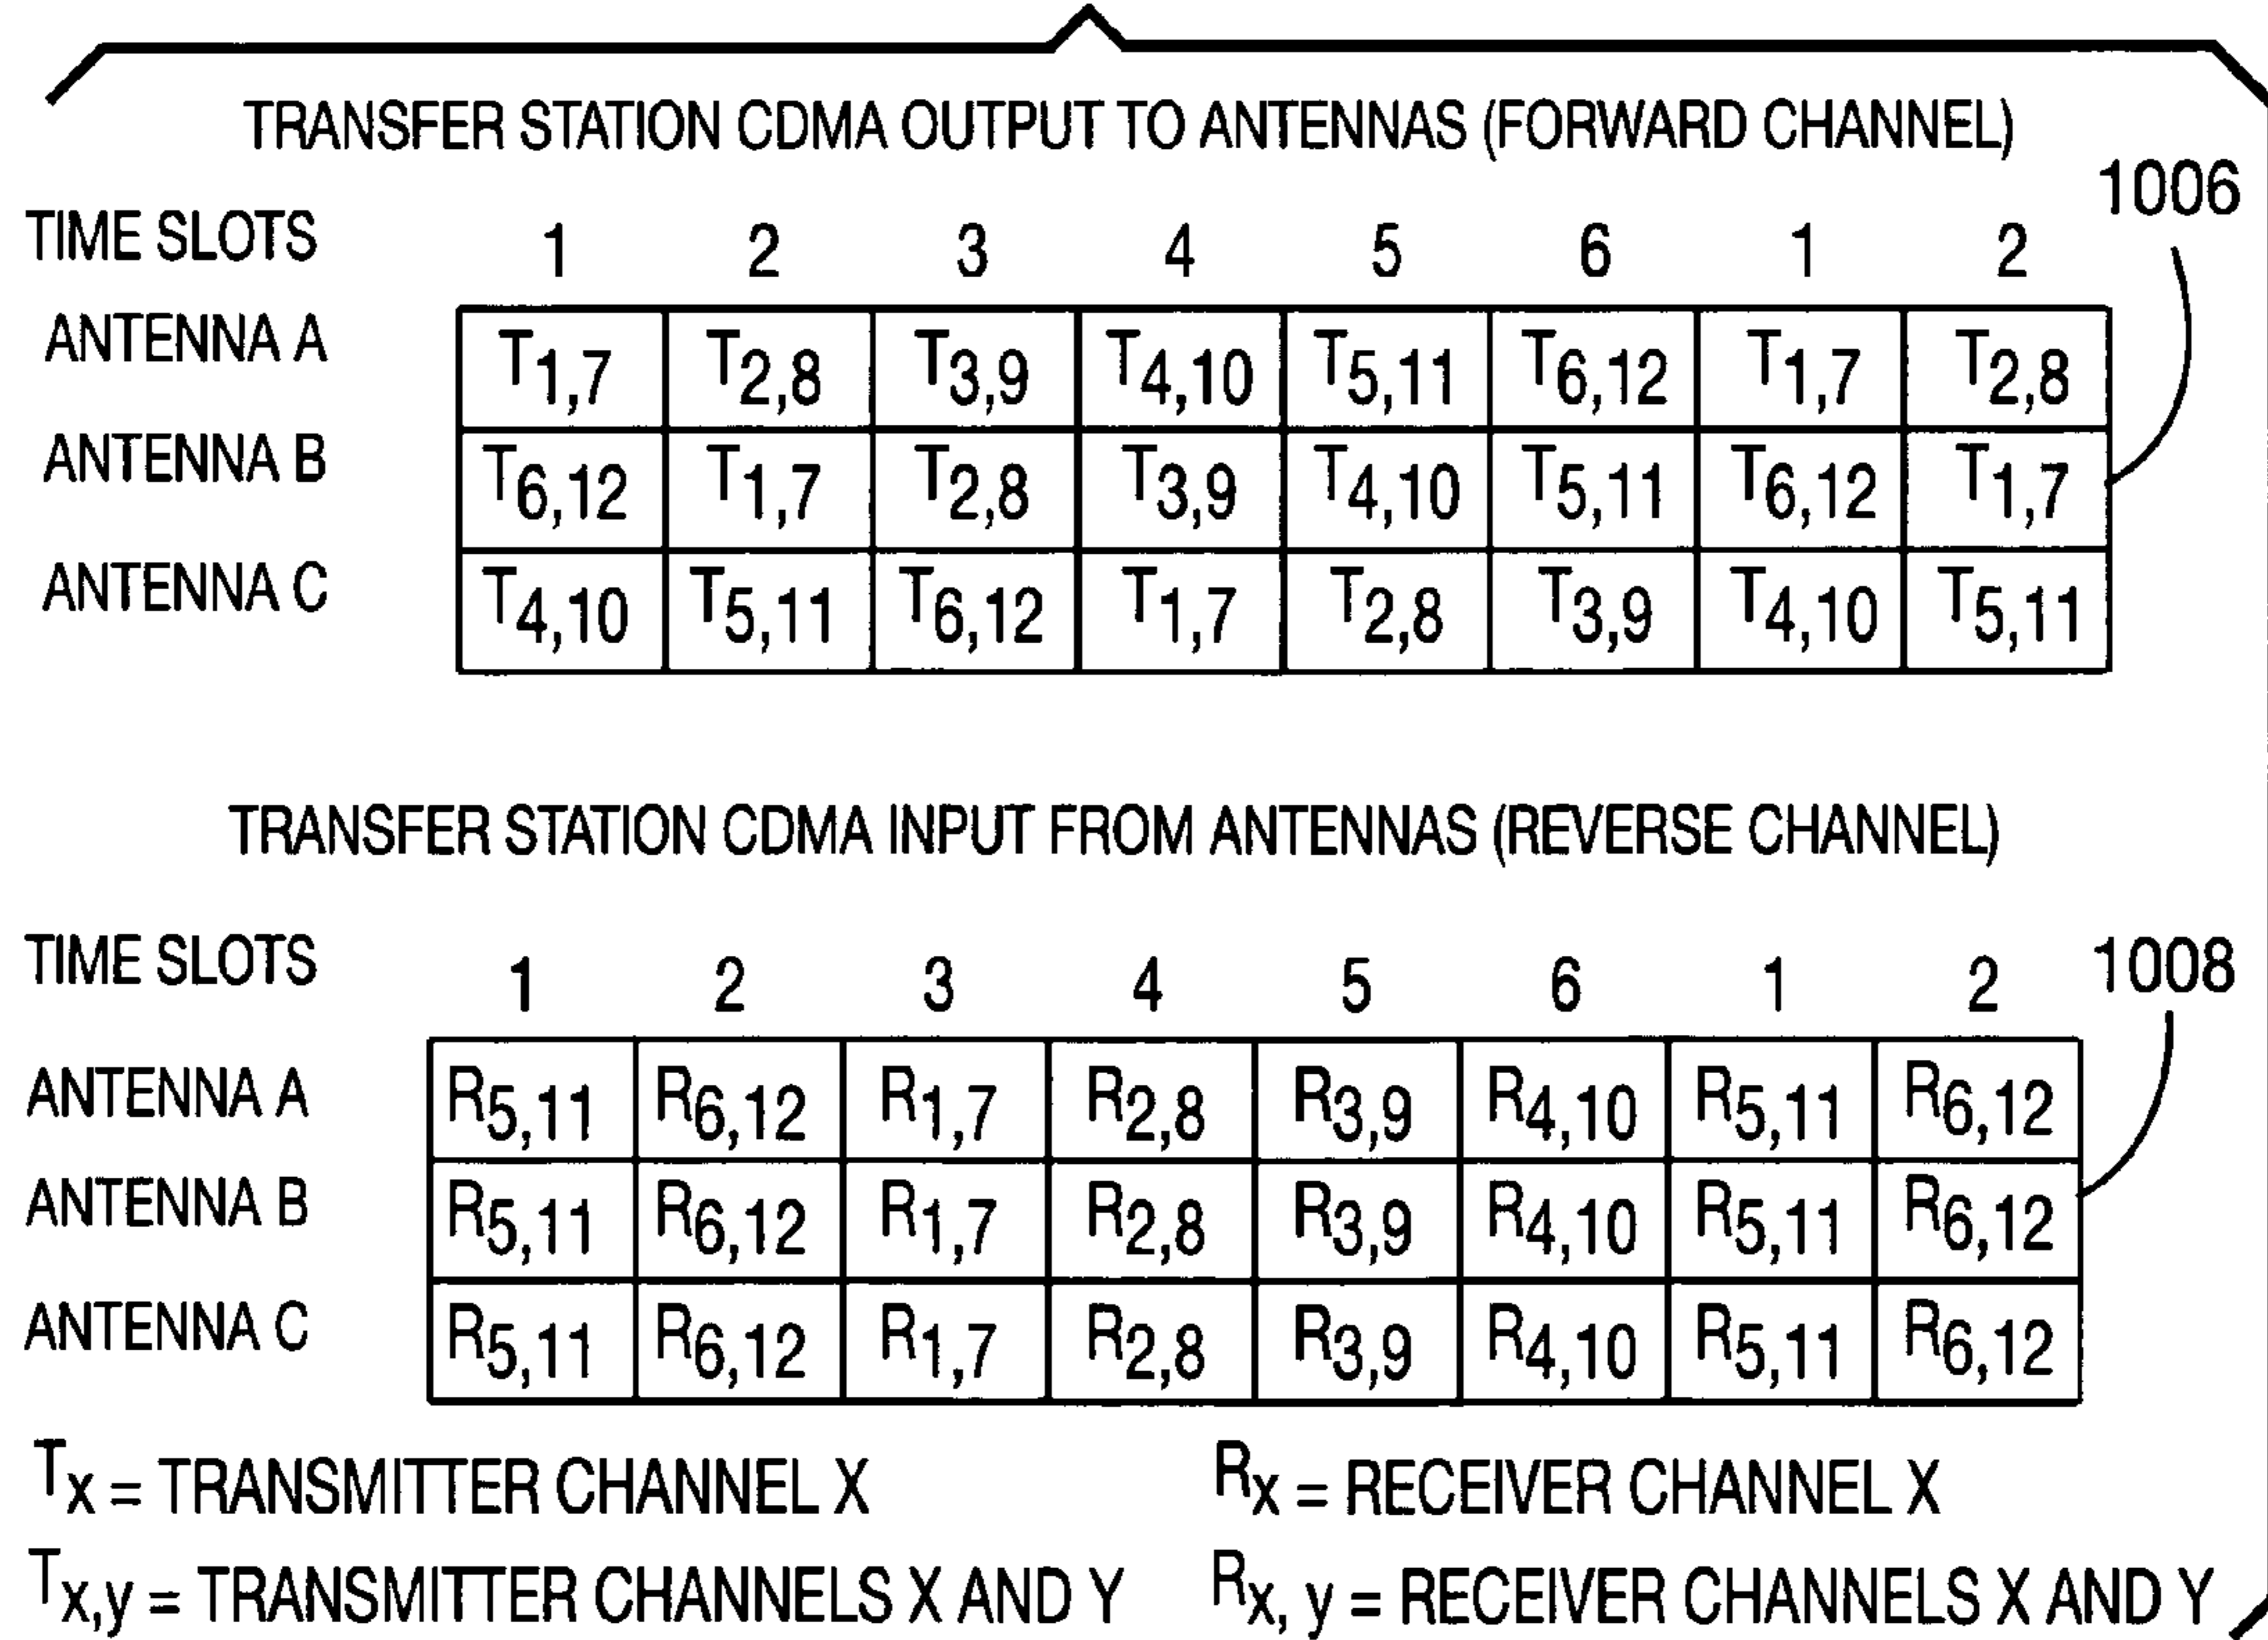 TRANSFER STATION CDMA OUTPUT TO ANTENNAS (FORWARD CHANNEL)
1006
TIME SLOTS 1 2 3 4 5 6 1 2
ANTENNA A T1,7 T2,8 T3,9 T4,10 T5,11 T6,12 T1,7 T2,8
ANTENNA B T6,12 T1,7 T2,8 T3,9 T4,10 T5,11 T6,12 T1,7
ANTENNA C T4,10 T5,11 T6,12 T1,7 T2,8 T3,9 T4,10 T5,11
TRANSFER STATION CDMA INPUT FROM ANTENNAS (REVERSE CHANNEL)
TIME SLOTS 1 2 3 4 5 6 1 2 1008
ANTENNA A R5,11 R6,12 R1,7 R2,8 R3,9 R4,10 R5,11 R6,12
ANTENNA B R5,11 R6,12 R1,7 R2,8 R3,9 R4,10 R5,11 R6,12
ANTENNA C R5,11 R6,12 R1,7 R2,8 R3,9 R4,10 R5,11 R6,12
Tx = TRANSMITTER CHANNEL X Rx = RECEIVER CHANNEL X
Tx,y = TRANSMITTER CHANNELS X AND Y Rx, y = RECEIVER CHANNELS X AND Y